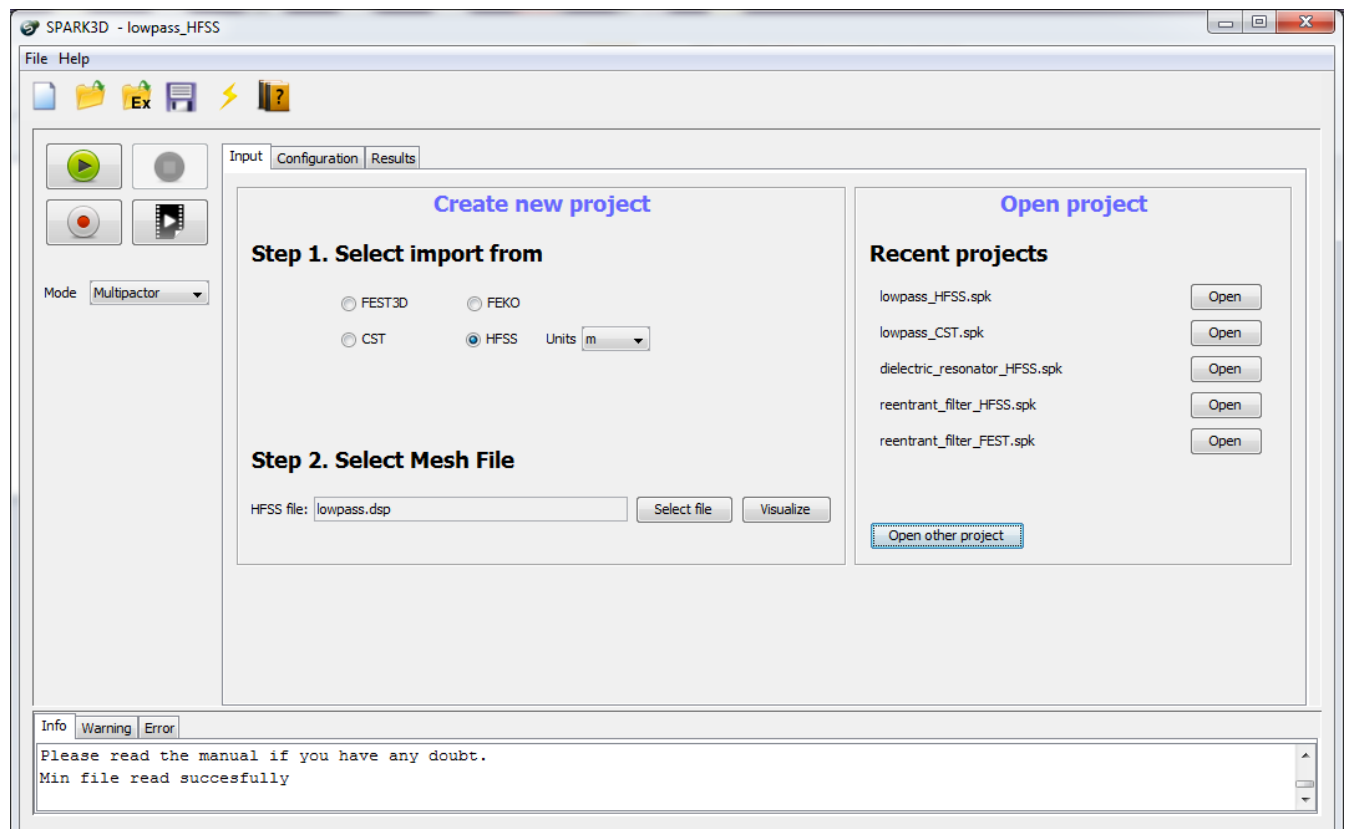 SPARK3D - lowpass_HFSS
File Help
Ex
?
Input Configuration Results
Create new project
Open project
Step 1. Select import from
Recent projects
Mode Multipactor
FEST3D FEKO
lowpass_HFSS.spk Open
CST HFSS Units m
lowpass_CST.spk Open
dielectric_resonator_HFSS.spk Open
reentrant_filter_HFSS.spk Open
reentrant_filter_FEST.spk Open
Step 2. Select Mesh File
HFSS file: lowpass.dsp Select file Visualize
Open other project
Info Warning Error
Please read the manual if you have any doubt.
Min file read succesfully